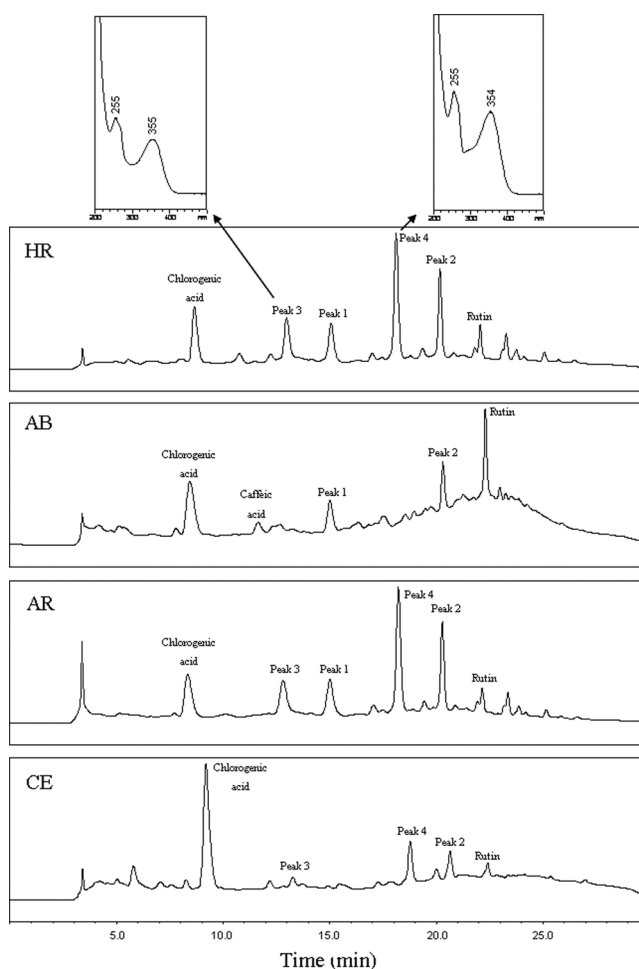 255
355
200
300
400
nm
255
354
200
300
400
nm
HR
Chlorogenic
acid
Peak 3
Peak 1
Peak 4
Peak 2
Rutin
AB
Chlorogenic
acid
Caffeic
acid
Peak 1
Peak 2
Rutin
AR
Chlorogenic
acid
Peak 3
Peak 1
Peak 4
Peak 2
Rutin
CE
Chlorogenic
acid
Peak 3
Peak 4
Peak 2
Rutin
5.0
10.0
15.0
20.0
25.0
Time (min)